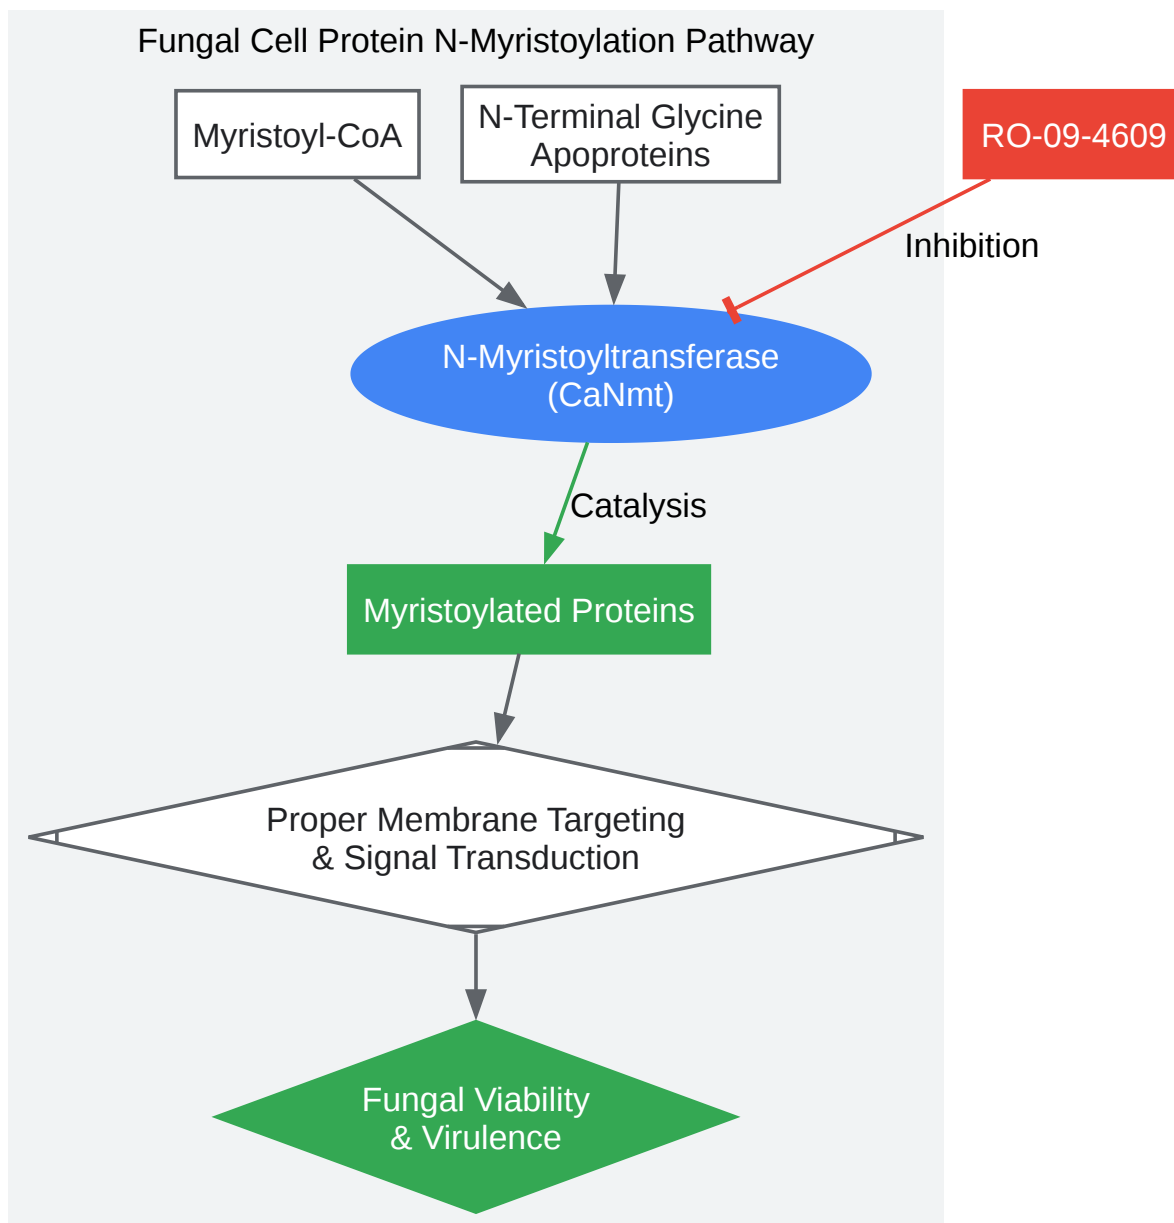 Fungal Cell Protein N-Myristoylation Pathway
Myristoyl-CoA
N-Terminal Glycine
Apoproteins
RO-09-4609
Inhibition
N-Myristoyltransferase
(CaNmt)
Catalysis
Myristoylated Proteins
Proper Membrane Targeting
& Signal Transduction
Fungal Viability
& Virulence